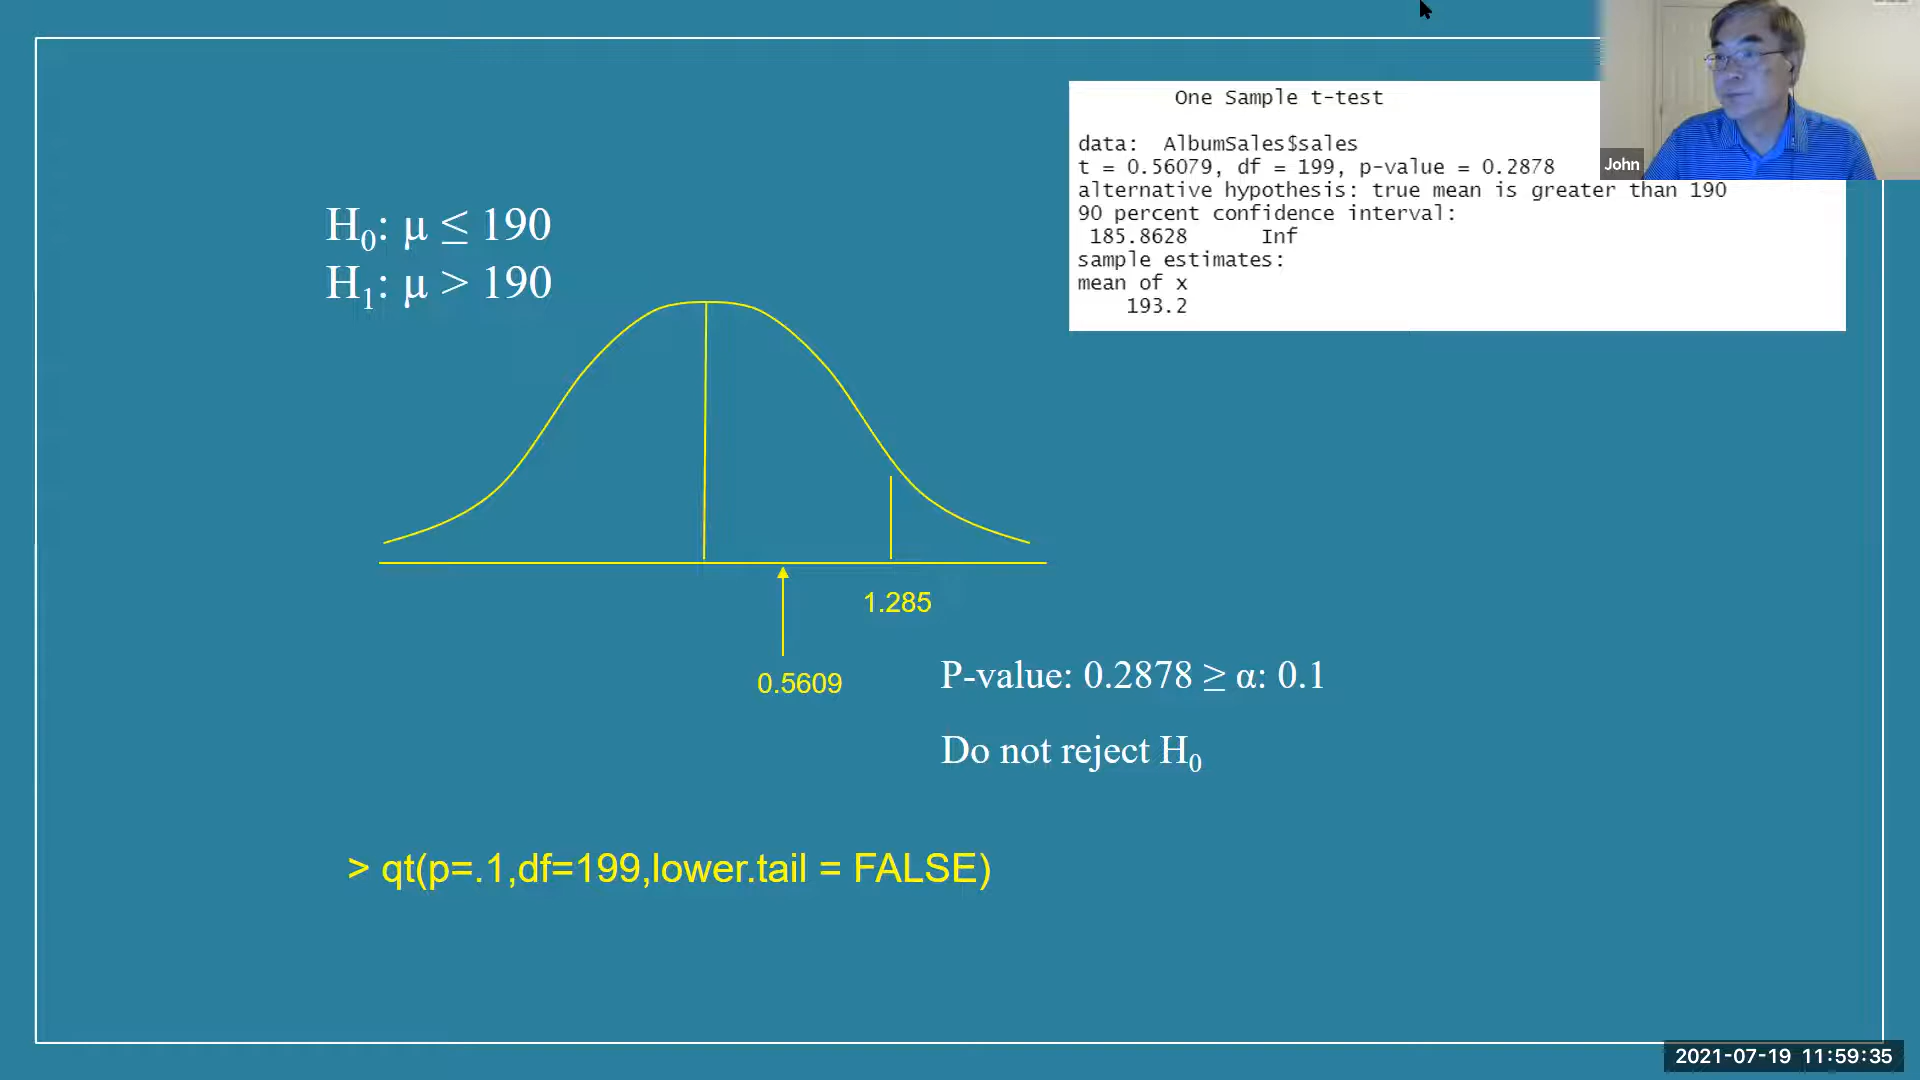 One Sample t-test
data:  AlbumSales$sales
t = 0.56079, df = 199, p-value = 0.2878
alternative hypothesis: true mean is greater than 190
90 percent confidence interval:
185.8628      Inf
sample estimates:
mean of x
193.2
John
H₀: μ ≤ 190
H₁: μ > 190
1.285
0.5609
P-value: 0.2878 ≥ α: 0.1
Do not reject H₀
> qt(p=.1,df=199,lower.tail = FALSE)
2021-07-19 11:59:35